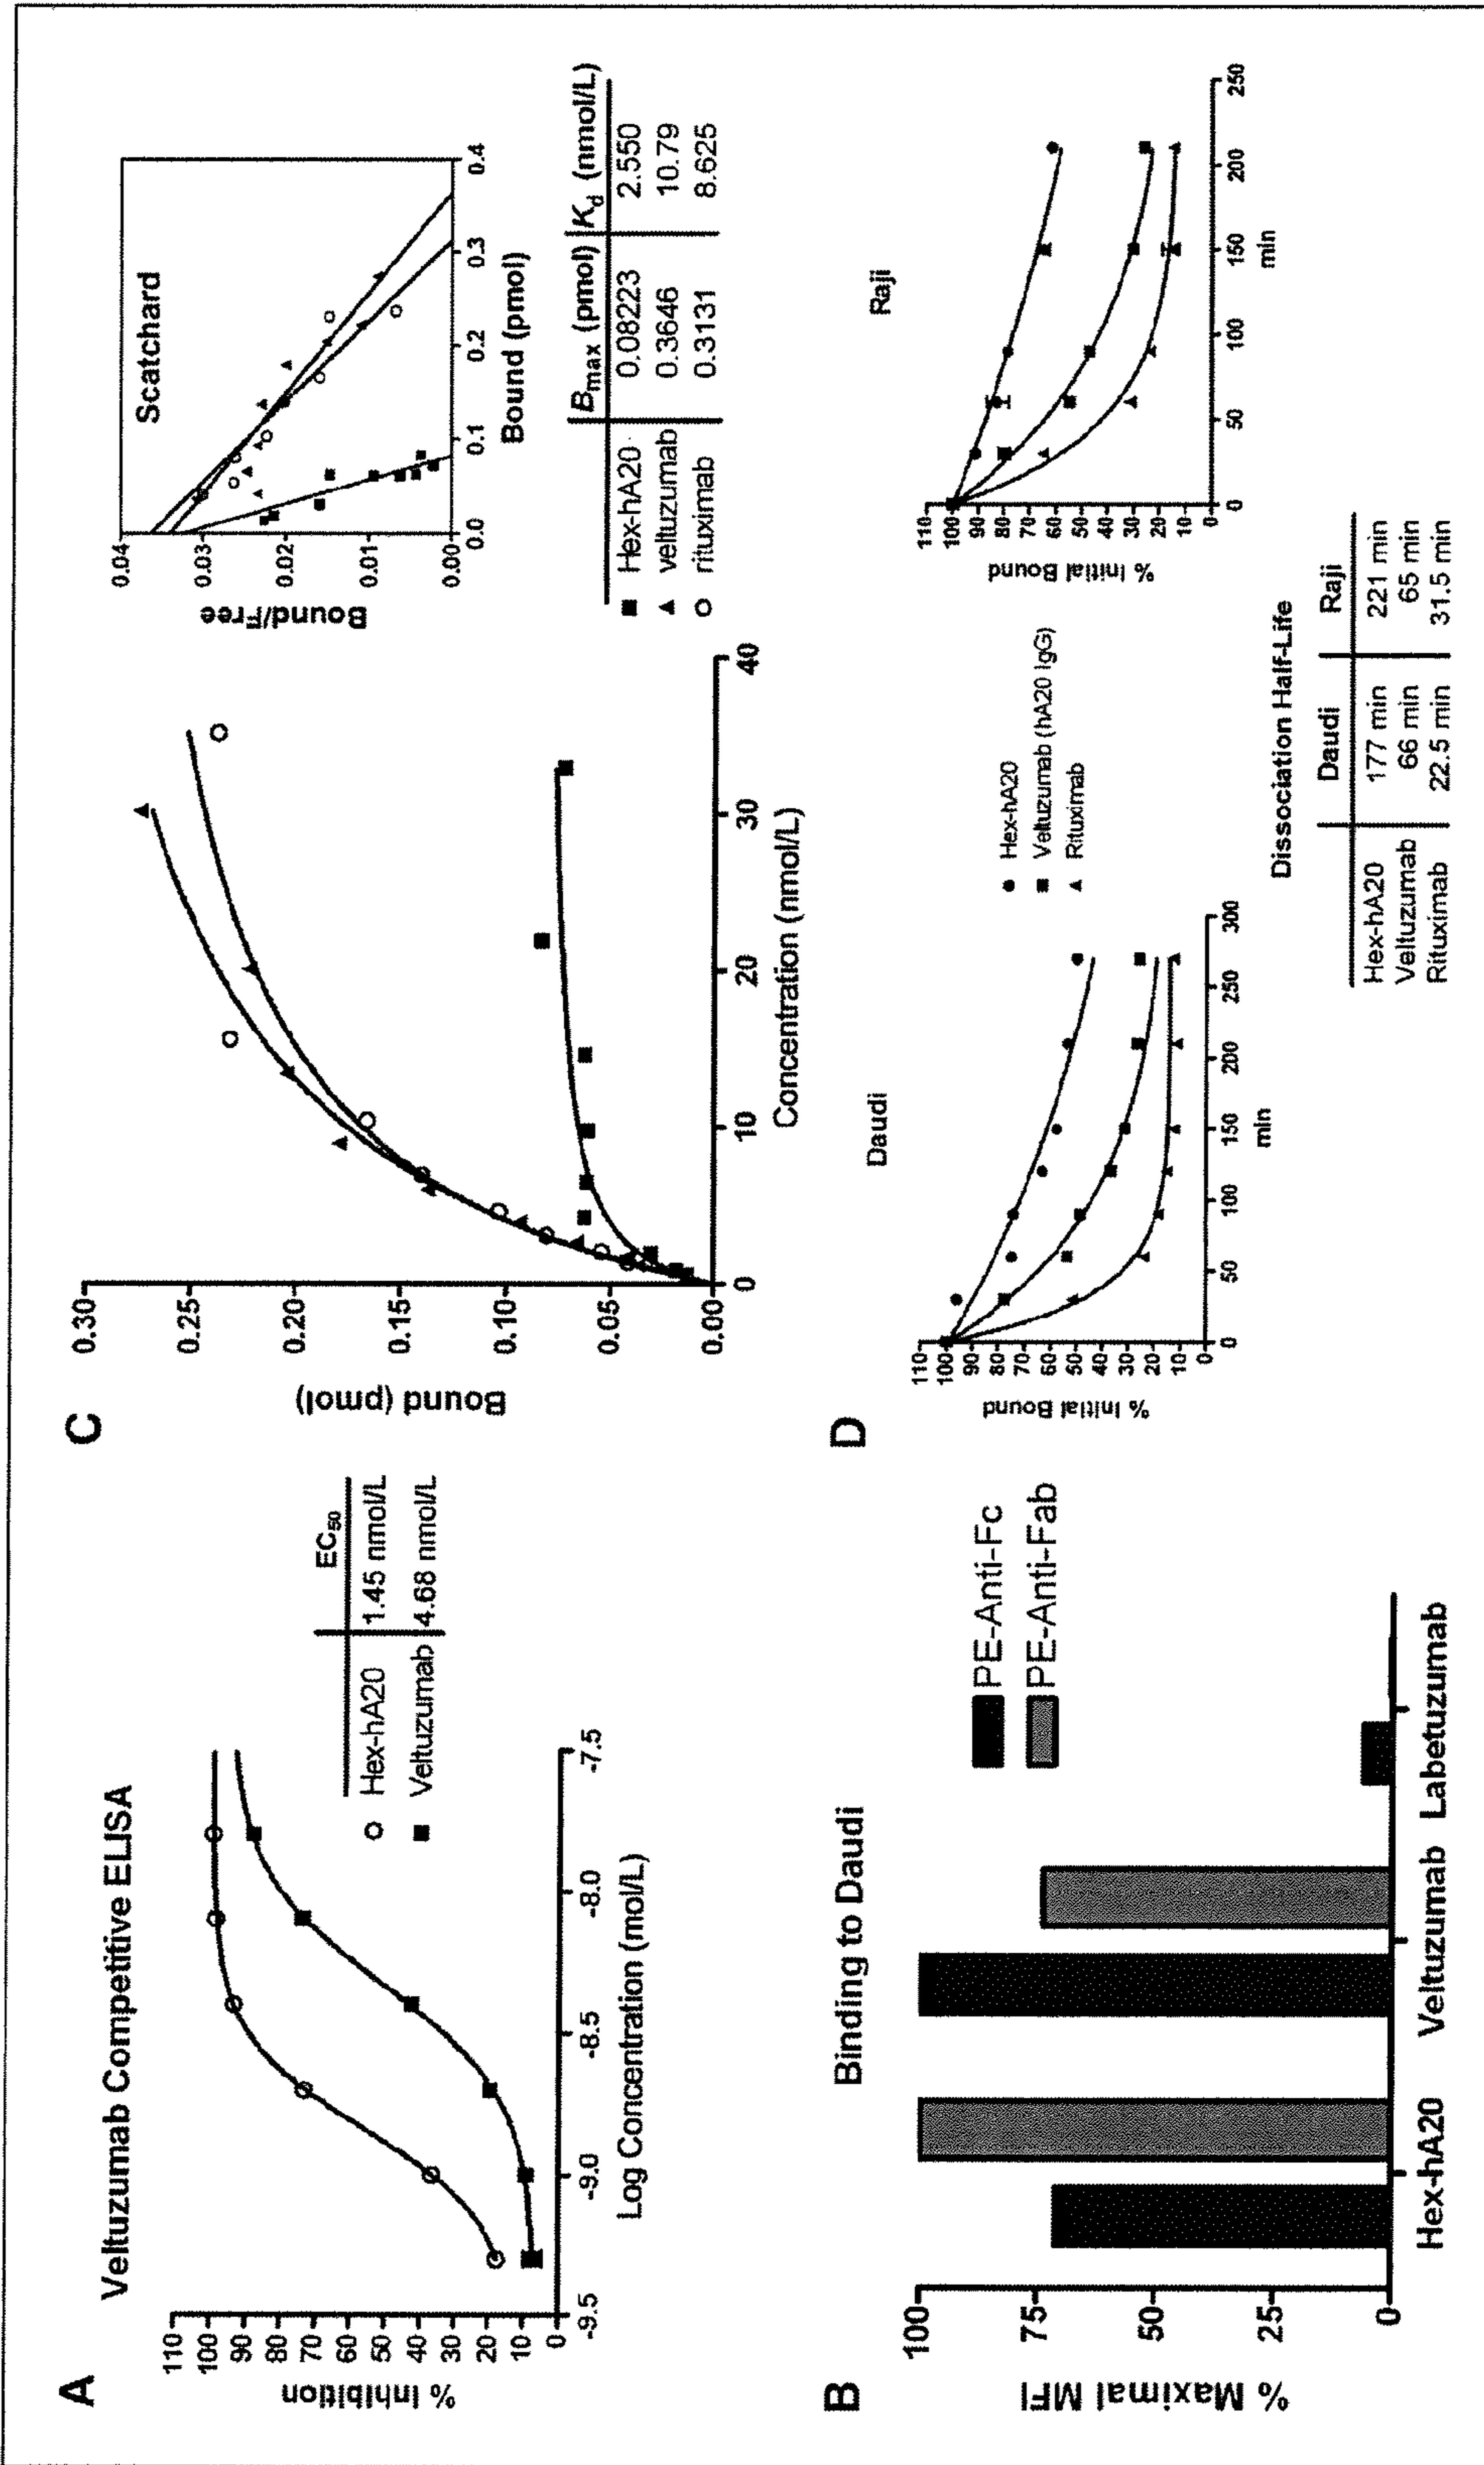 A
Veltuzumab Competitive ELISA
% Inhibition
110
100
90
80
70
60
50
40
30
20
10
0
-9.5
-9.0
-8.5
-8.0
-7.5
Log Concentration (mol/L)
EC50
Hex-hA20 1.45 nmol/L
Veltuzumab 4.68 nmol/L
C
Bound (pmol)
0.30
0.25
0.20
0.15
0.10
0.05
0.00
0
10
20
30
40
Concentration (nmol/L)
Scatchard
Bound/Free
0.04
0.03
0.02
0.01
0.00
0.0
0.1
0.2
0.3
0.4
Bound (pmol)
Bmax (pmol) Kd (nmol/L)
Hex-hA20 0.08223 2.550
veltuzumab 0.3646 10.79
rituximab 0.3131 8.625
B
Binding to Daudi
% Maximal MFI
100
75
50
25
0
Hex-hA20 Veltuzumab Labetuzumab
PE-Anti-Fc
PE-Anti-Fab
D
Daudi
% Initial Bound
110
100
90
80
70
60
50
40
30
20
10
0
0
50
100
150
200
250
300
min
Hex-hA20
Veltuzumab (hA20 IgG)
Rituximab
Raji
% Initial Bound
110
100
90
80
70
60
50
40
30
20
10
0
0
50
100
150
200
250
min
Dissociation Half-Life
Daudi Raji
Hex-hA20 177 min 221 min
Veltuzumab 66 min 65 min
Rituximab 22.5 min 31.5 min